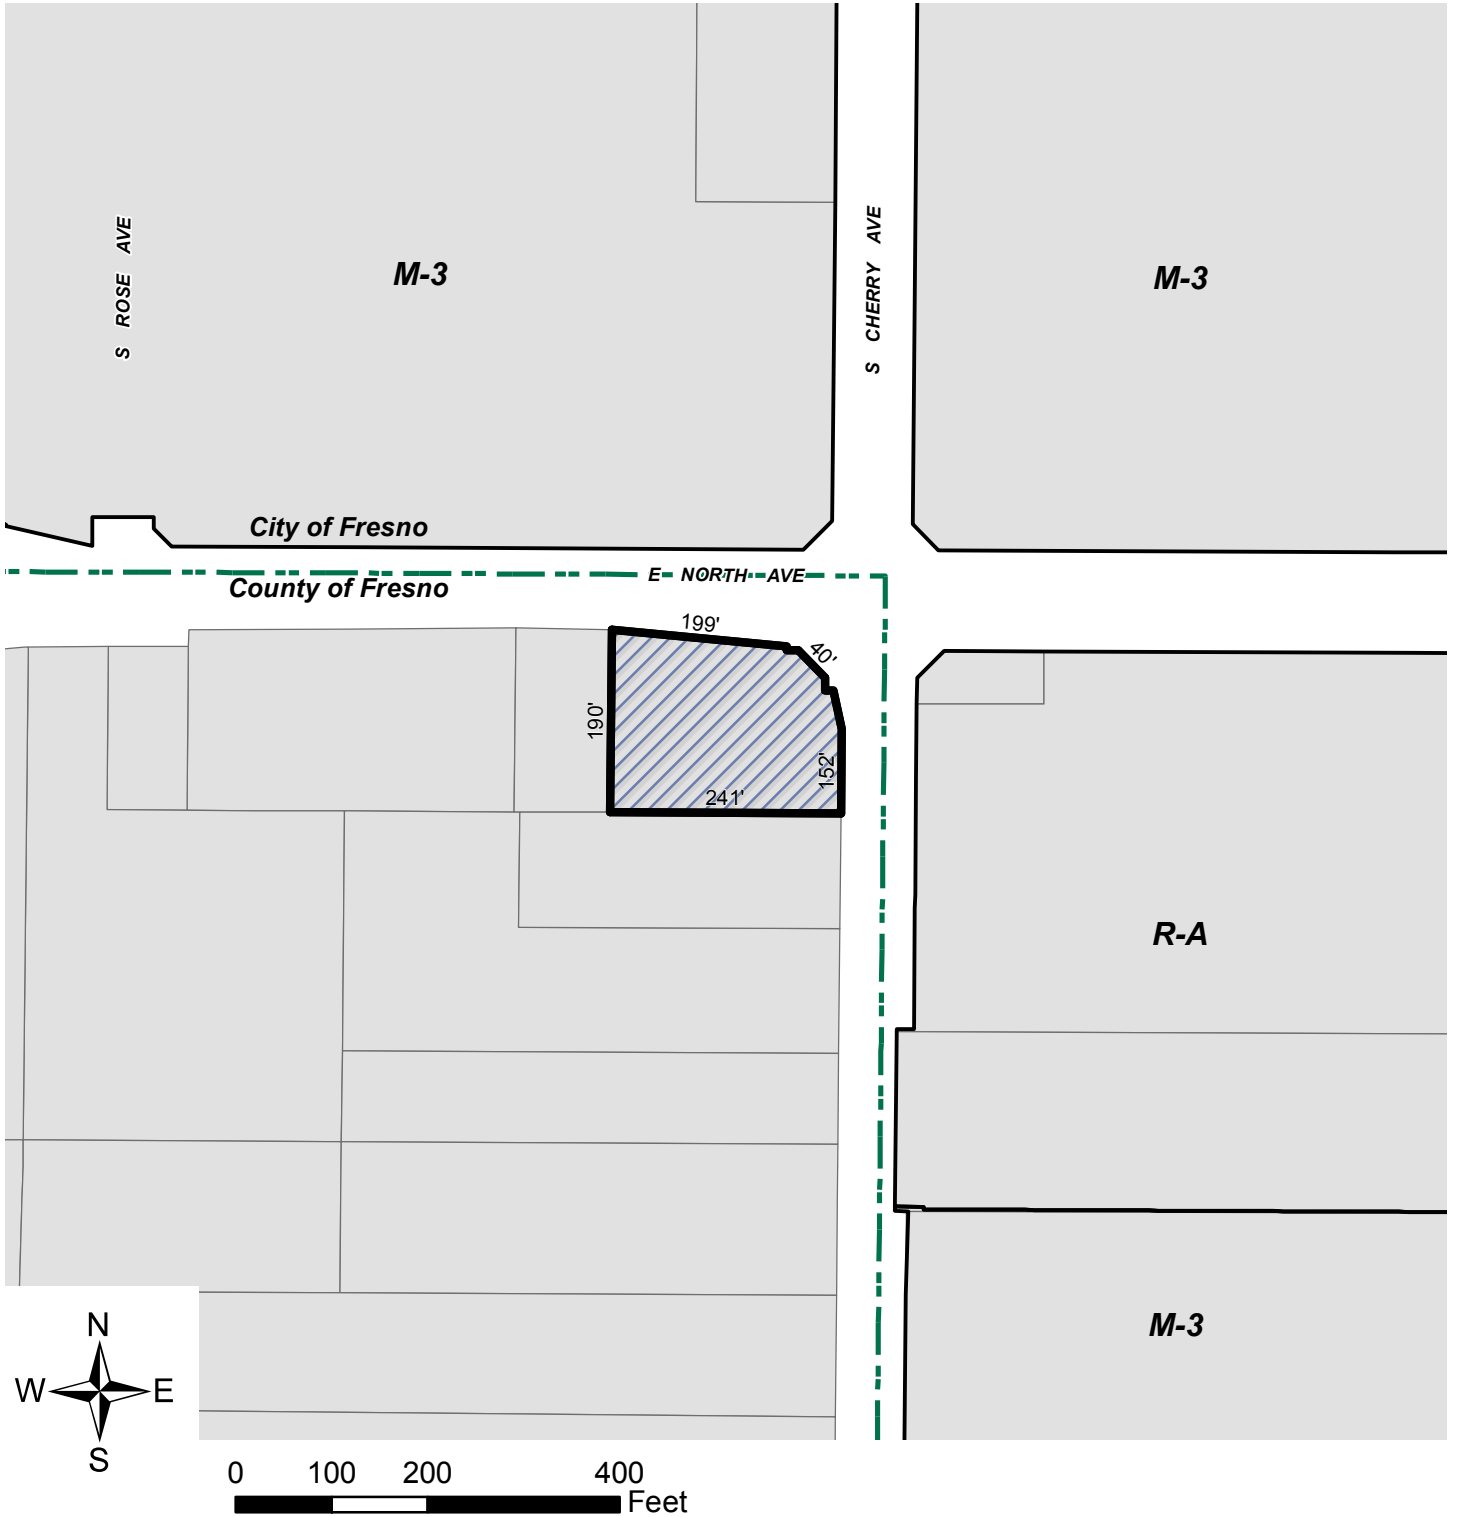 S ROSE AVE
M-3
S CHERRY AVE
M-3
City of Fresno
E NORTH AVE
County of Fresno
199'
40'
190'
152'
241'
R-A
M-3
N
W E
S
0 100 200 400
Feet